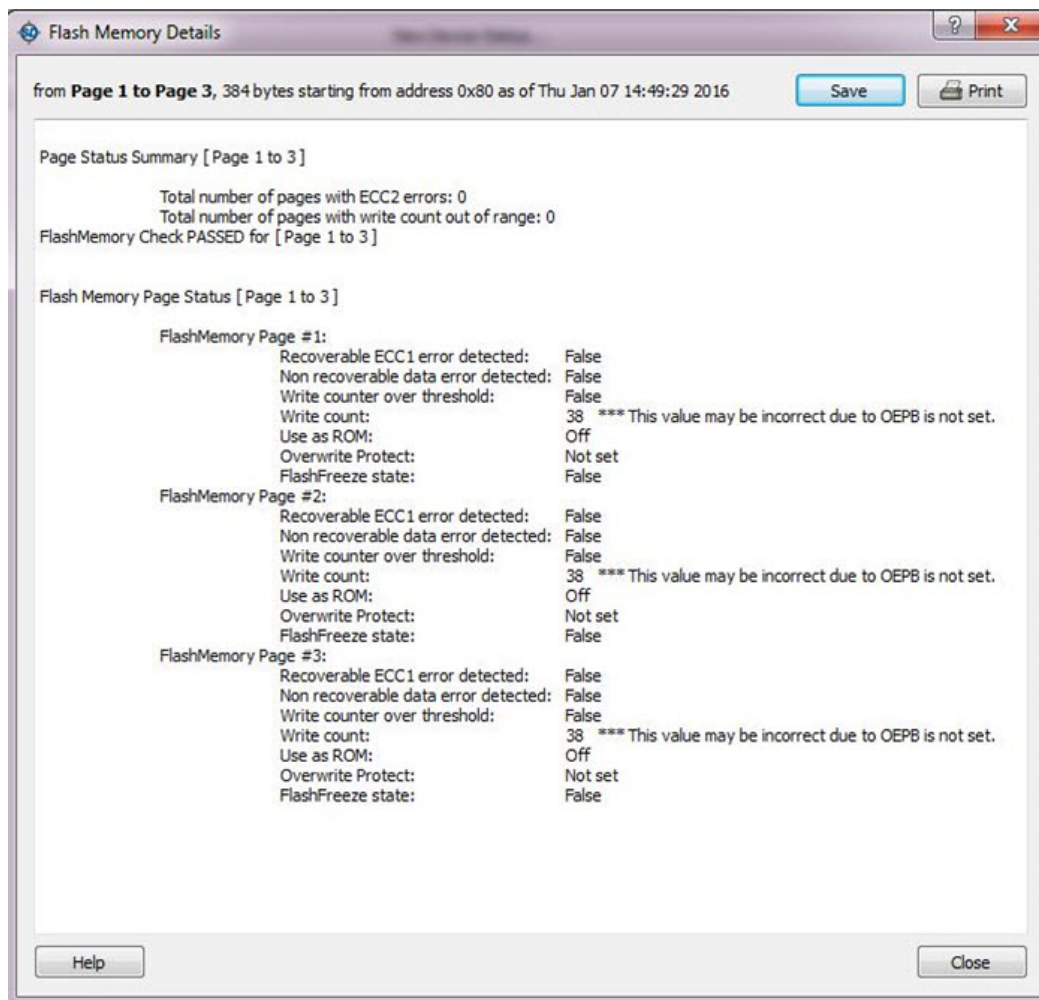 Flash Memory Details
from Page 1 to Page 3, 384 bytes starting from address 0x80 as of Thu Jan 07 14:49:29 2016
Save
Print
Page Status Summary [ Page 1 to 3 ]
Total number of pages with ECC2 errors: 0
Total number of pages with write count out of range: 0
FlashMemory Check PASSED for [ Page 1 to 3 ]
Flash Memory Page Status [ Page 1 to 3 ]
FlashMemory Page #1:
Recoverable ECC1 error detected: False
Non recoverable data error detected: False
Write counter over threshold: False
Write count: 38 *** This value may be incorrect due to OEPB is not set.
Use as ROM: Off
Overwrite Protect: Not set
FlashFreeze state: False
FlashMemory Page #2:
Recoverable ECC1 error detected: False
Non recoverable data error detected: False
Write counter over threshold: False
Write count: 38 *** This value may be incorrect due to OEPB is not set.
Use as ROM: Off
Overwrite Protect: Not set
FlashFreeze state: False
FlashMemory Page #3:
Recoverable ECC1 error detected: False
Non recoverable data error detected: False
Write counter over threshold: False
Write count: 38 *** This value may be incorrect due to OEPB is not set.
Use as ROM: Off
Overwrite Protect: Not set
FlashFreeze state: False
Help
Close